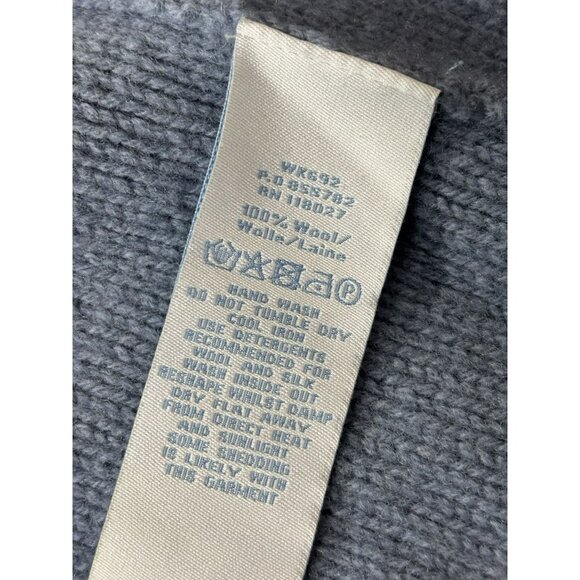 WK692
P.O 855782
RN 118027
100% Wool/
Wolle/Laine
HAND WASH
DO NOT TUMBLE DRY
COOL IRON
USE DETERGENTS
RECOMMENDED FOR
WOOL AND SILK
WASH INSIDE OUT
RESHAPE WHILST DAMP
DRY FLAT AWAY
FROM DIRECT HEAT
AND SUNLIGHT
SOME SHEDDING
IS LIKELY WITH
THIS GARMENT